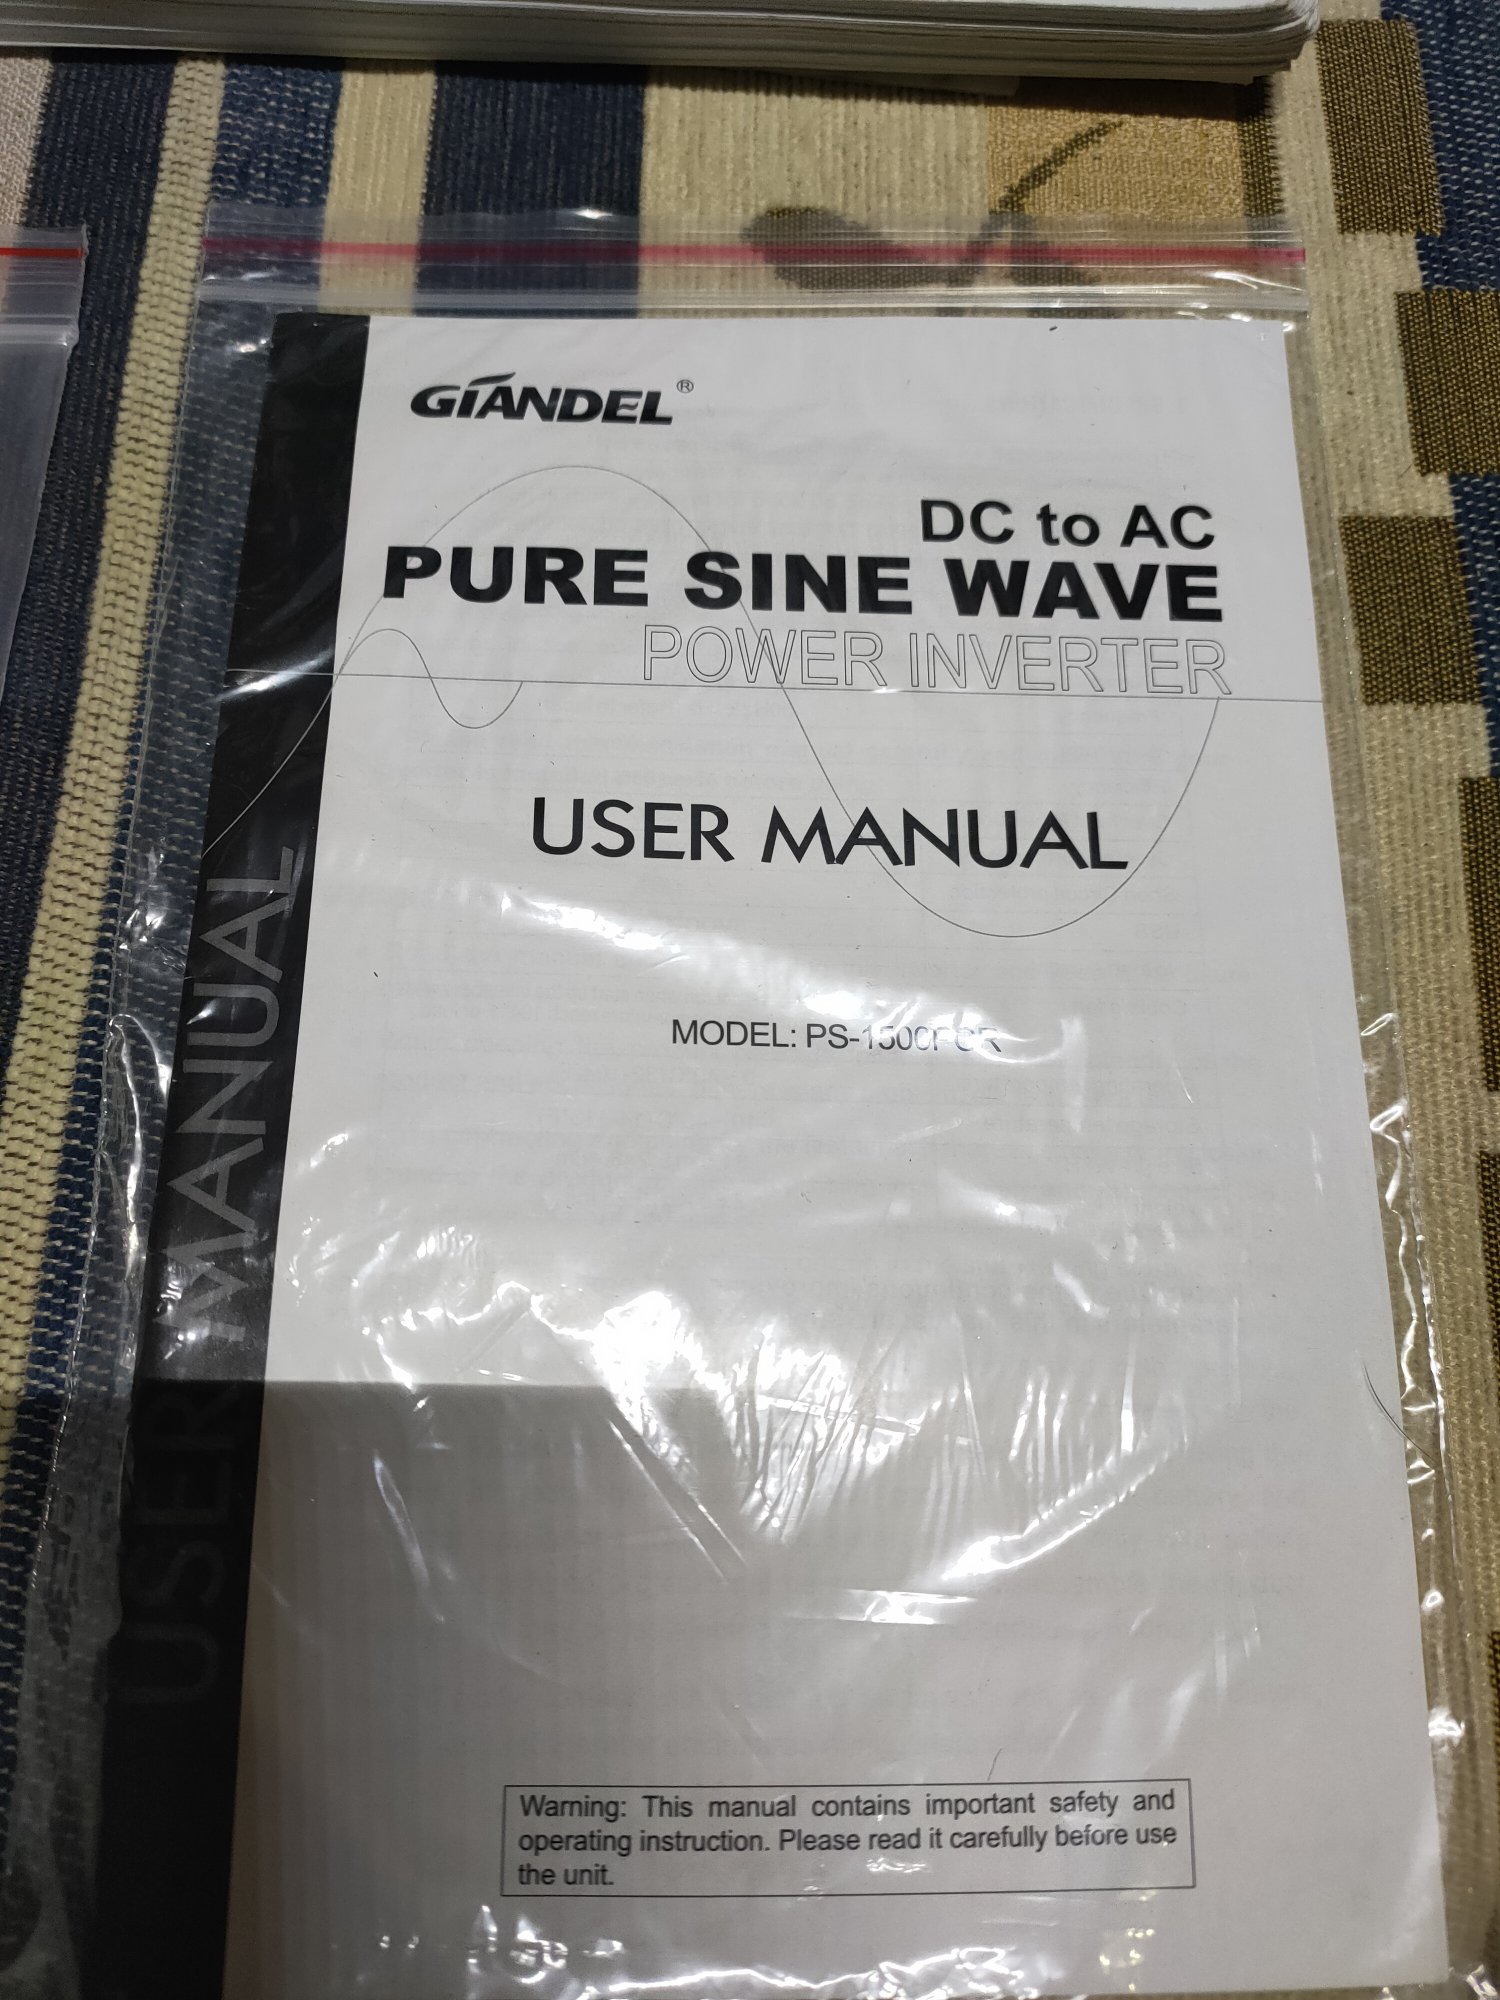 GIANDEL®
DC to AC
PURE SINE WAVE
POWER INVERTER
USER MANUAL
MODEL:
USER MANUAL
Warning: This manual contains important safety and
operating instruction. Please read it carefully before use
the unit.